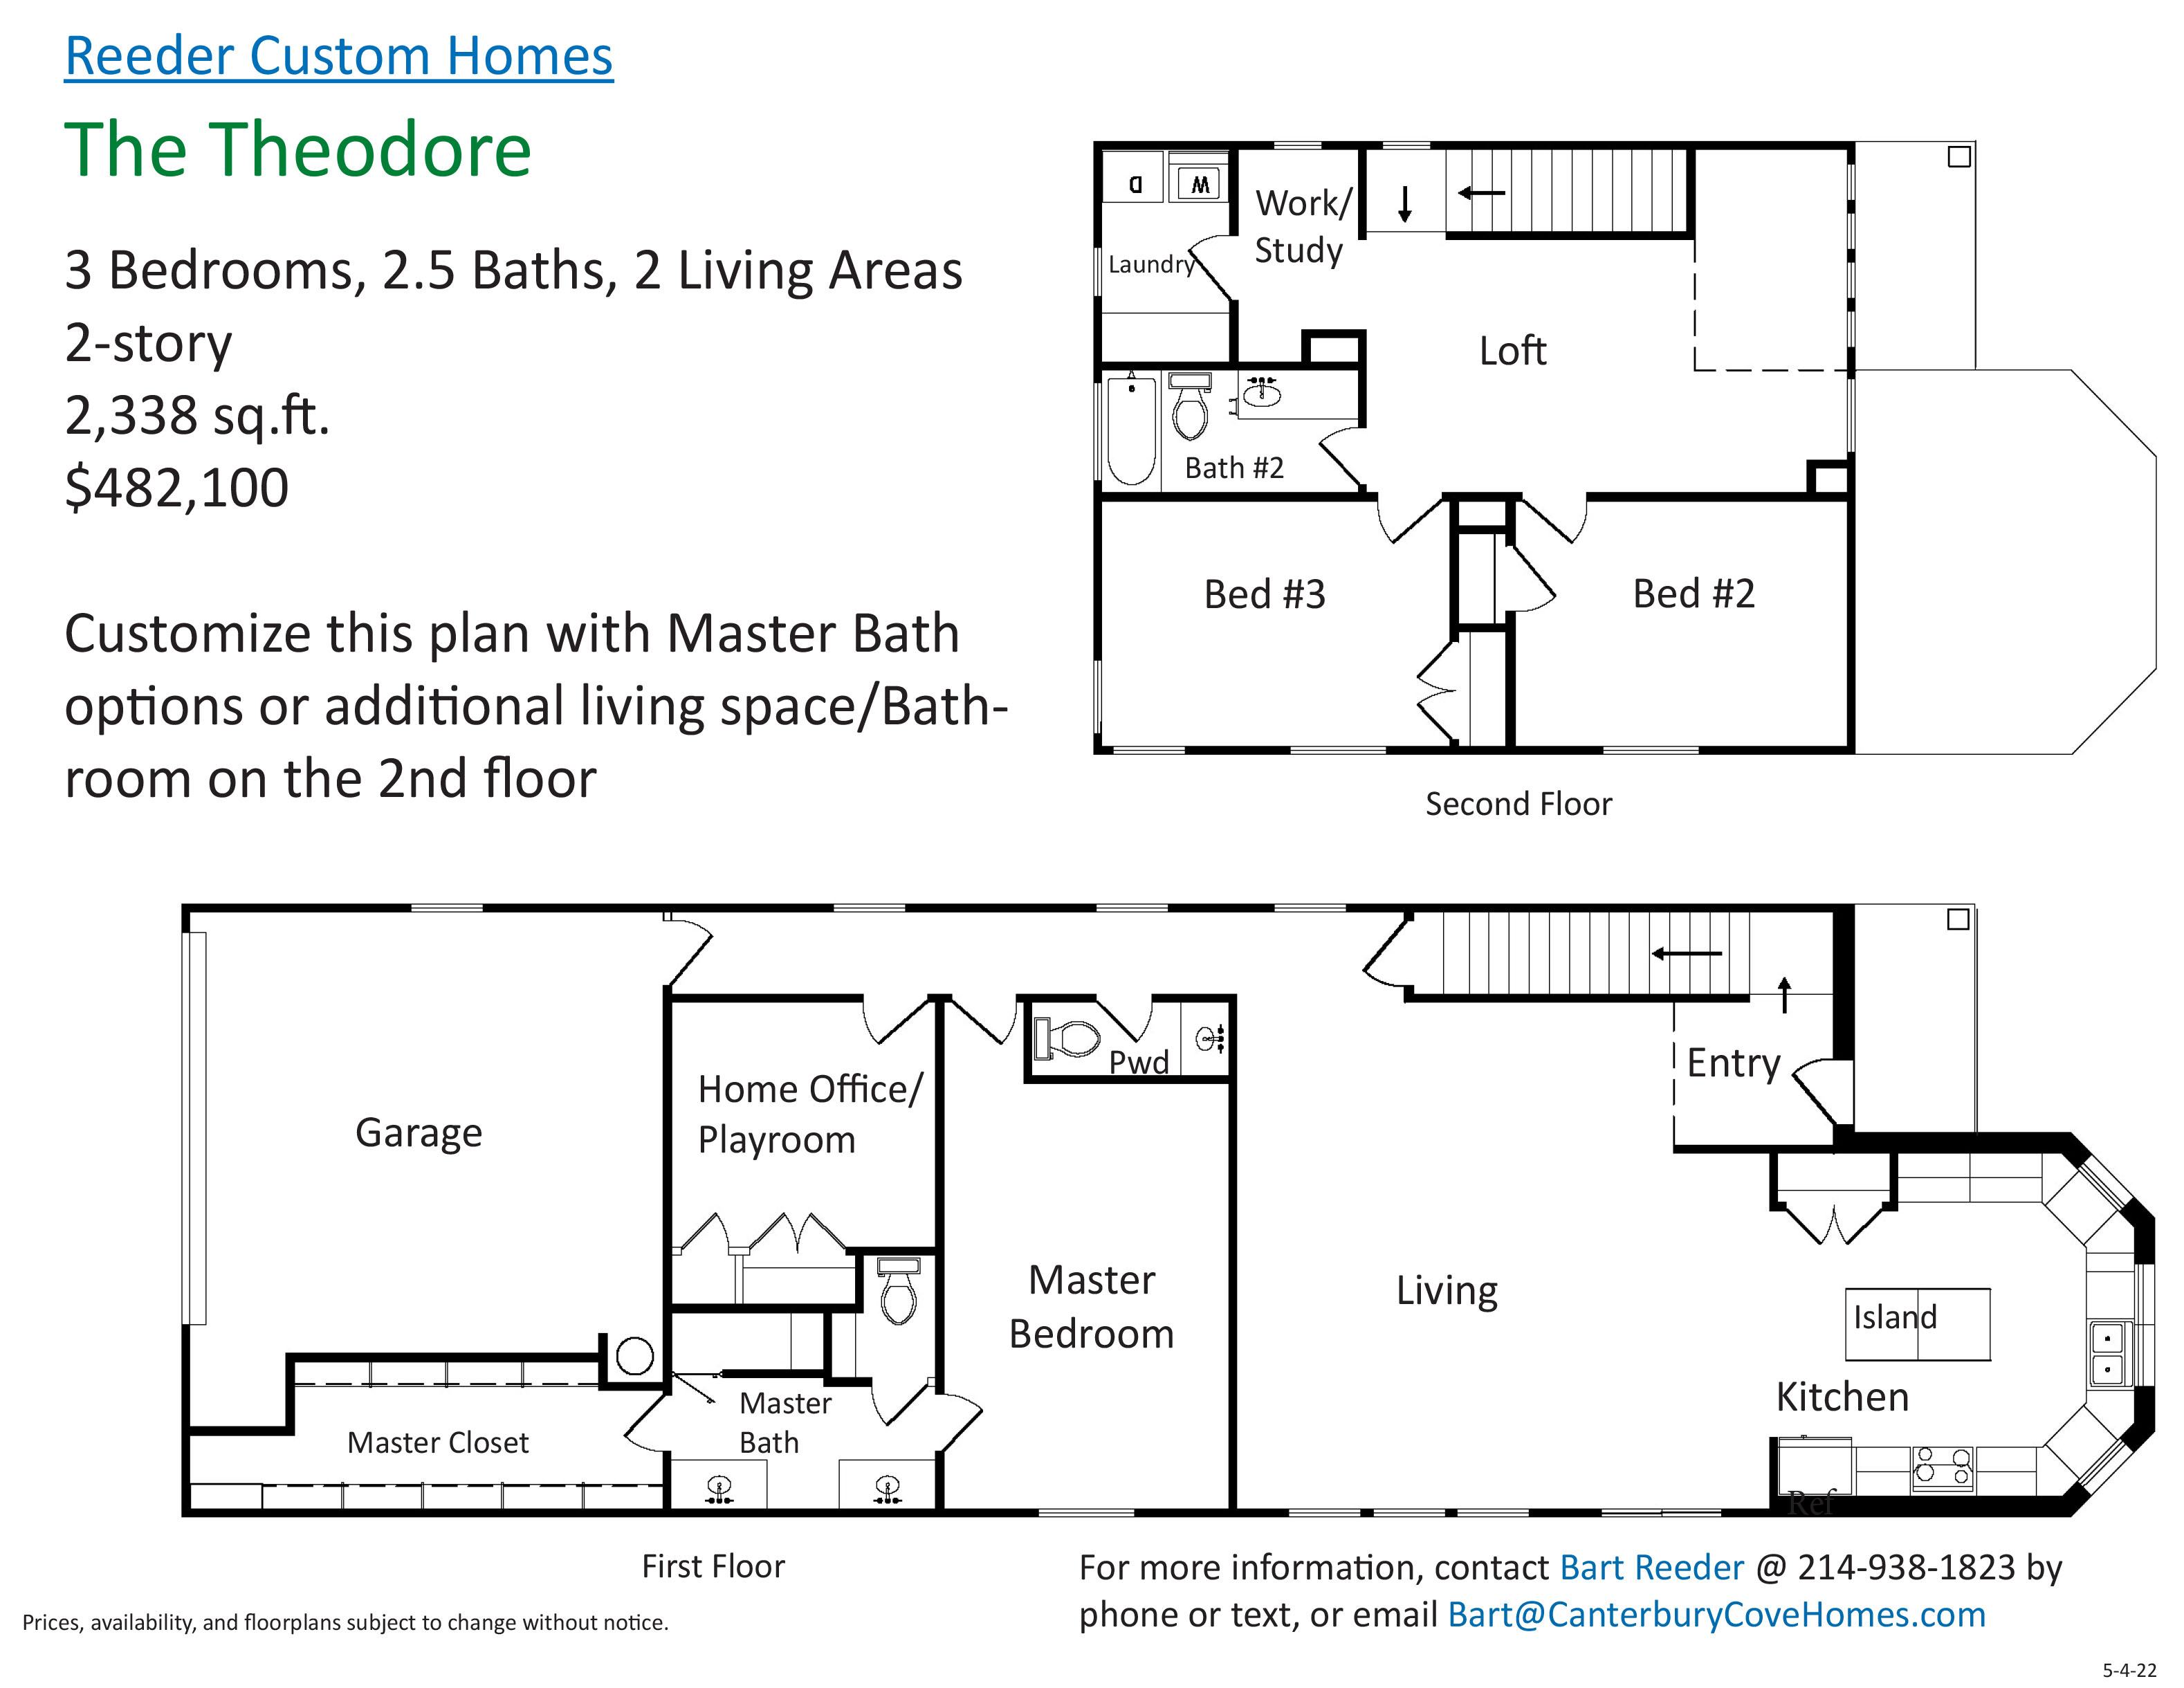 Reeder Custom Homes
The Theodore
3 Bedrooms, 2.5 Baths, 2 Living Areas
2-story
2,338 sq.ft.
$482,100
Customize this plan with Master Bath
options or additional living space/Bath-
room on the 2nd floor
D
W
Work/
Study
Laundry
Loft
Bath #2
Bed #3
Bed #2
Second Floor
Garage
Home Office/
Playroom
Pwd
Entry
Master
Bedroom
Living
Island
Kitchen
Master
Bath
Master Closet
Ref
First Floor
For more information, contact Bart Reeder @ 214-938-1823 by
phone or text, or email Bart@CanterburyCoveHomes.com
Prices, availability, and floorplans subject to change without notice.
5-4-22